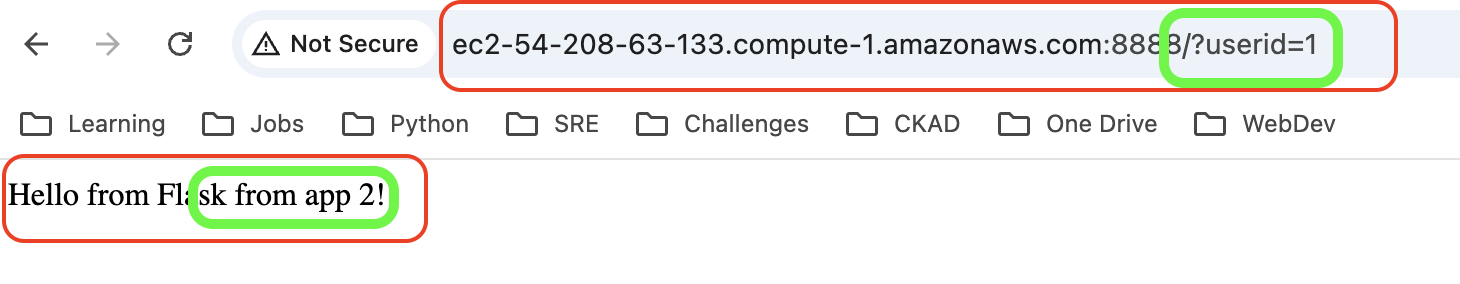 Not Secure ec2-54-208-63-133.compute-1.amazonaws.com:8888/?userid=1
Learning Jobs Python SRE Challenges CKAD One Drive WebDev
Hello from Flask from app 2!